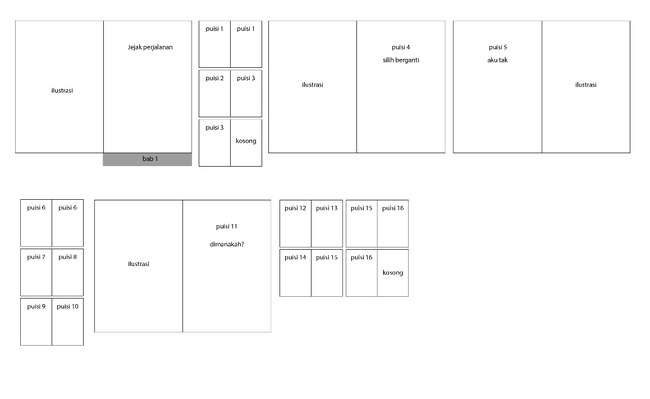 ilustrasi
Jejak perjalanan
bab 1
puisi 1
puisi 1
puisi 2
puisi 3
puisi 3
kosong
ilustrasi
puisi 4
silih berganti
puisi 5
aku tak
ilustrasi
puisi 6
puisi 6
puisi 7
puisi 8
puisi 9
puisi 10
ilustrasi
puisi 11
dimanakah?
puisi 12
puisi 13
puisi 14
puisi 15
puisi 15
puisi 16
puisi 16
kosong